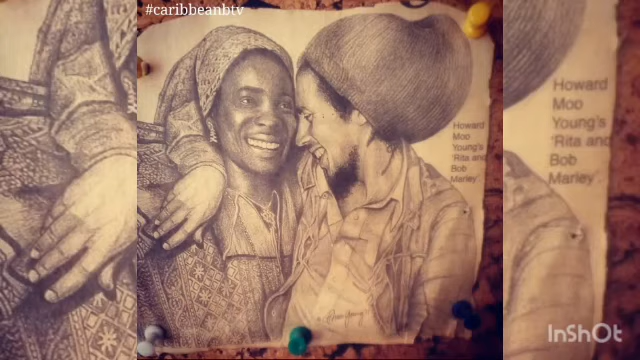 #caribbeanbtv
Howard
Moo
Young's
'Rita and
Bob
Marley'
Howard
Moo
Young's
'Rita and
Bob
Marley'
InShOt